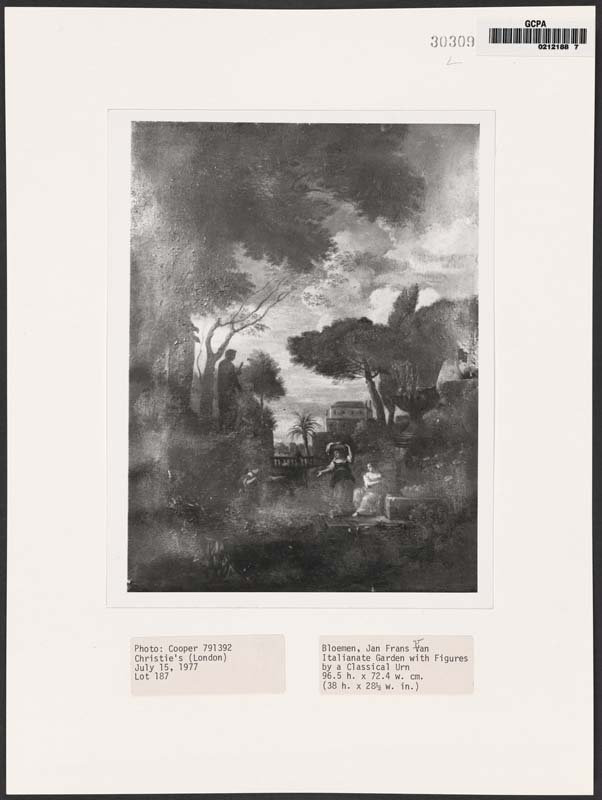 30309
GCPA
0212188 7
Photo: Cooper 791392
Christie's (London)
July 15, 1977
Lot 187
Bloemen, Jan Frans Van
Italianate Garden with Figures
by a Classical Urn
96.5 h. x 72.4 w. cm.
(38 h. x 28½ w. in.)